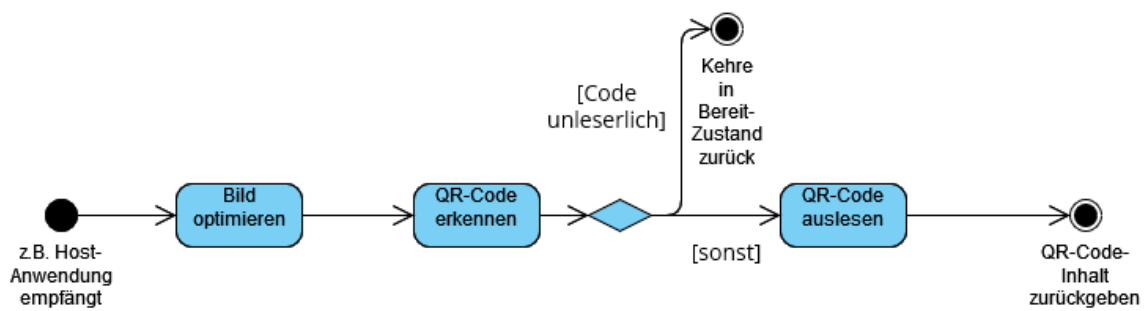 z.B. Host-
Anwendung
empfängt
Bild
optimieren
QR-Code
erkennen
[Code
unleserlich]
Kehre
in
Bereit-
Zustand
zurück
[sonst]
QR-Code
auslesen
QR-Code-
Inhalt
zurückgeben